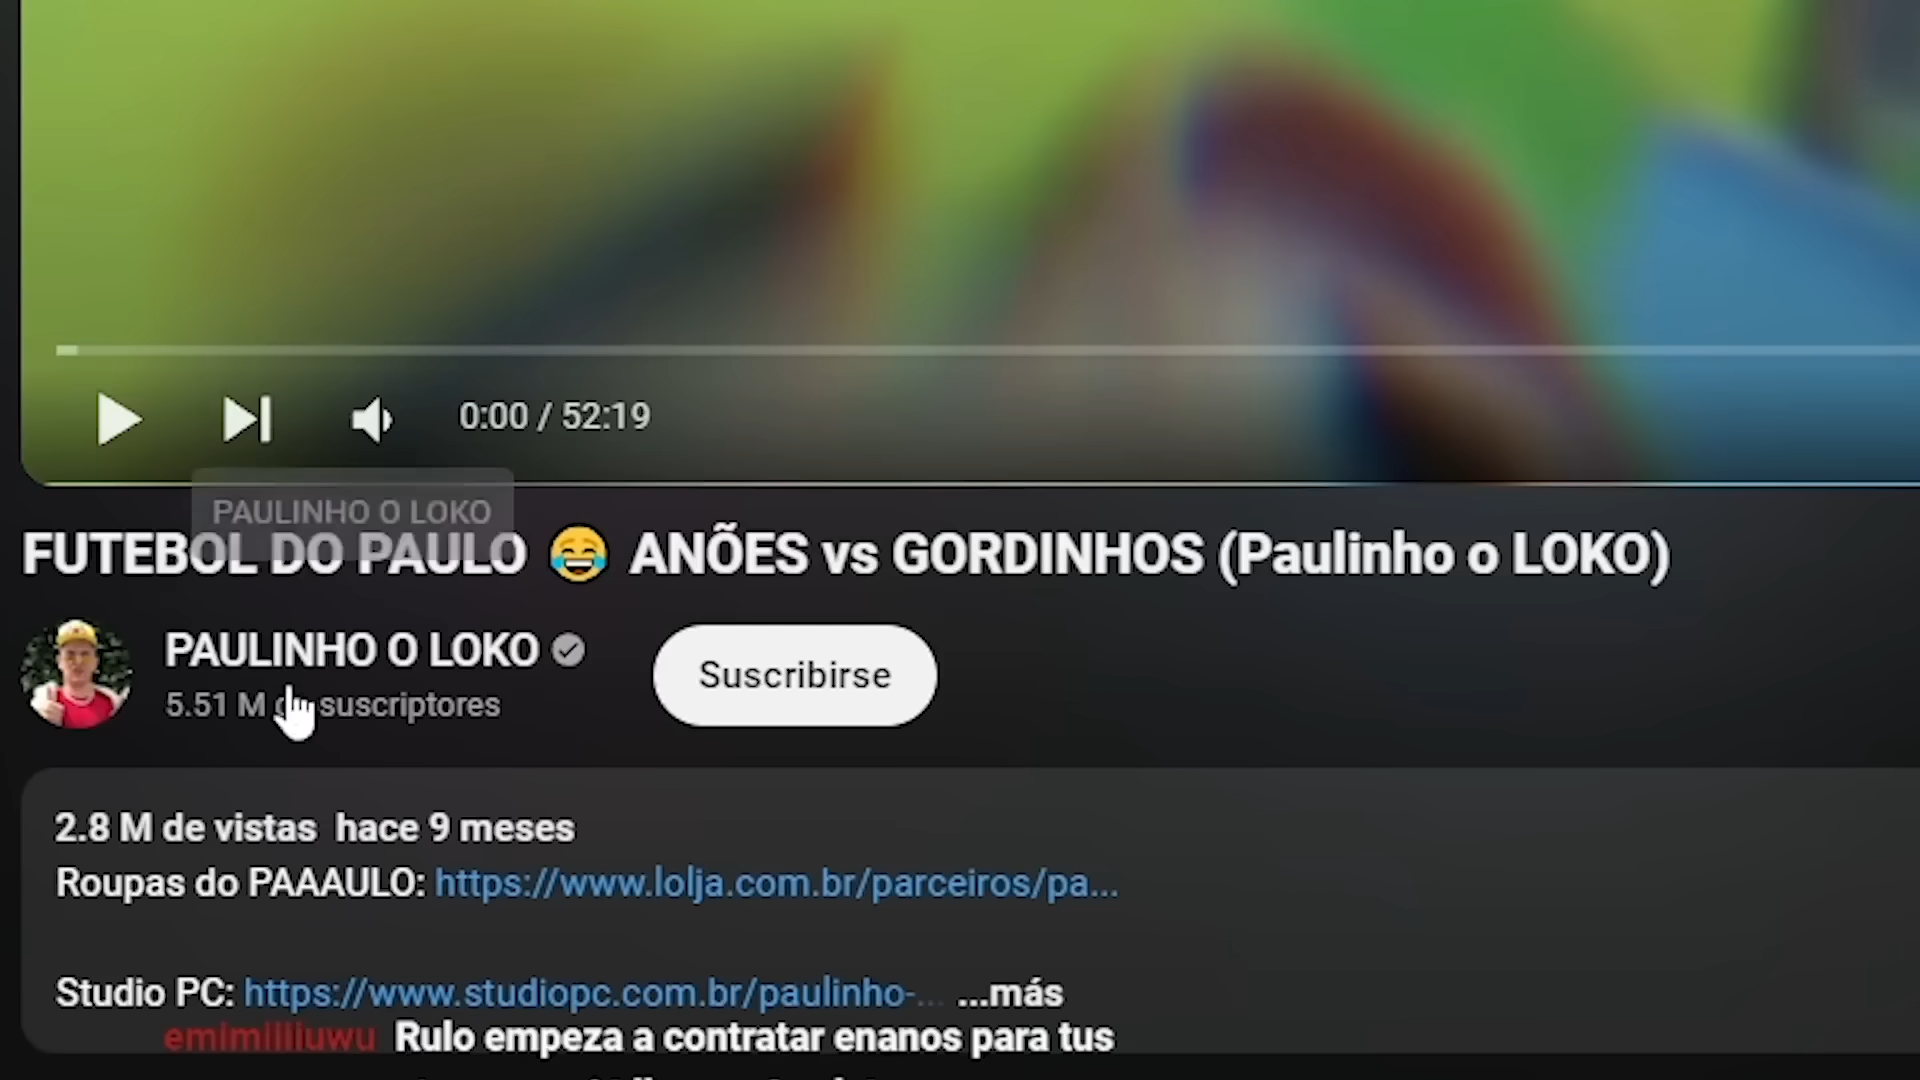 0:00 / 52:19
PAULINHO O LOKO
FUTEBOL DO PAULO 😂 ANÕES vs GORDINHOS (Paulinho o LOKO)
PAULINHO O LOKO
5.51 M de suscriptores
Suscribirse
2.8 M de vistas hace 9 meses
Roupas do PAAAULO: https://www.lolja.com.br/parceiros/pa...
Studio PC: https://www.studiopc.com.br/paulinho-... ...más
Rulo empeza a contratar enanos para tus